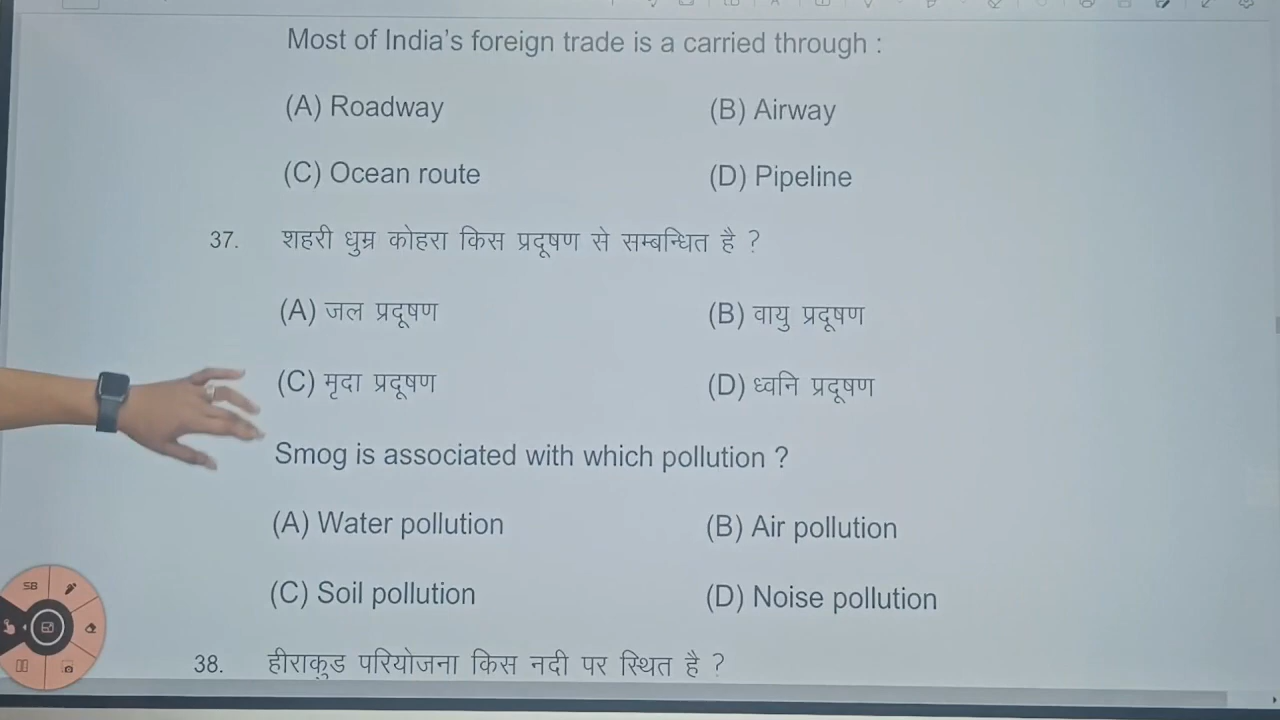 Most of India's foreign trade is a carried through :
(A) Roadway (B) Airway
(C) Ocean route (D) Pipeline
37. शहरी धुम्र कोहरा किस प्रदूषण से सम्बन्धित है ?
(A) जल प्रदूषण (B) वायु प्रदूषण
(C) मृदा प्रदूषण (D) ध्वनि प्रदूषण
Smog is associated with which pollution ?
(A) Water pollution (B) Air pollution
(C) Soil pollution (D) Noise pollution
SB
38. हीराकुड परियोजना किस नदी पर स्थित है ?